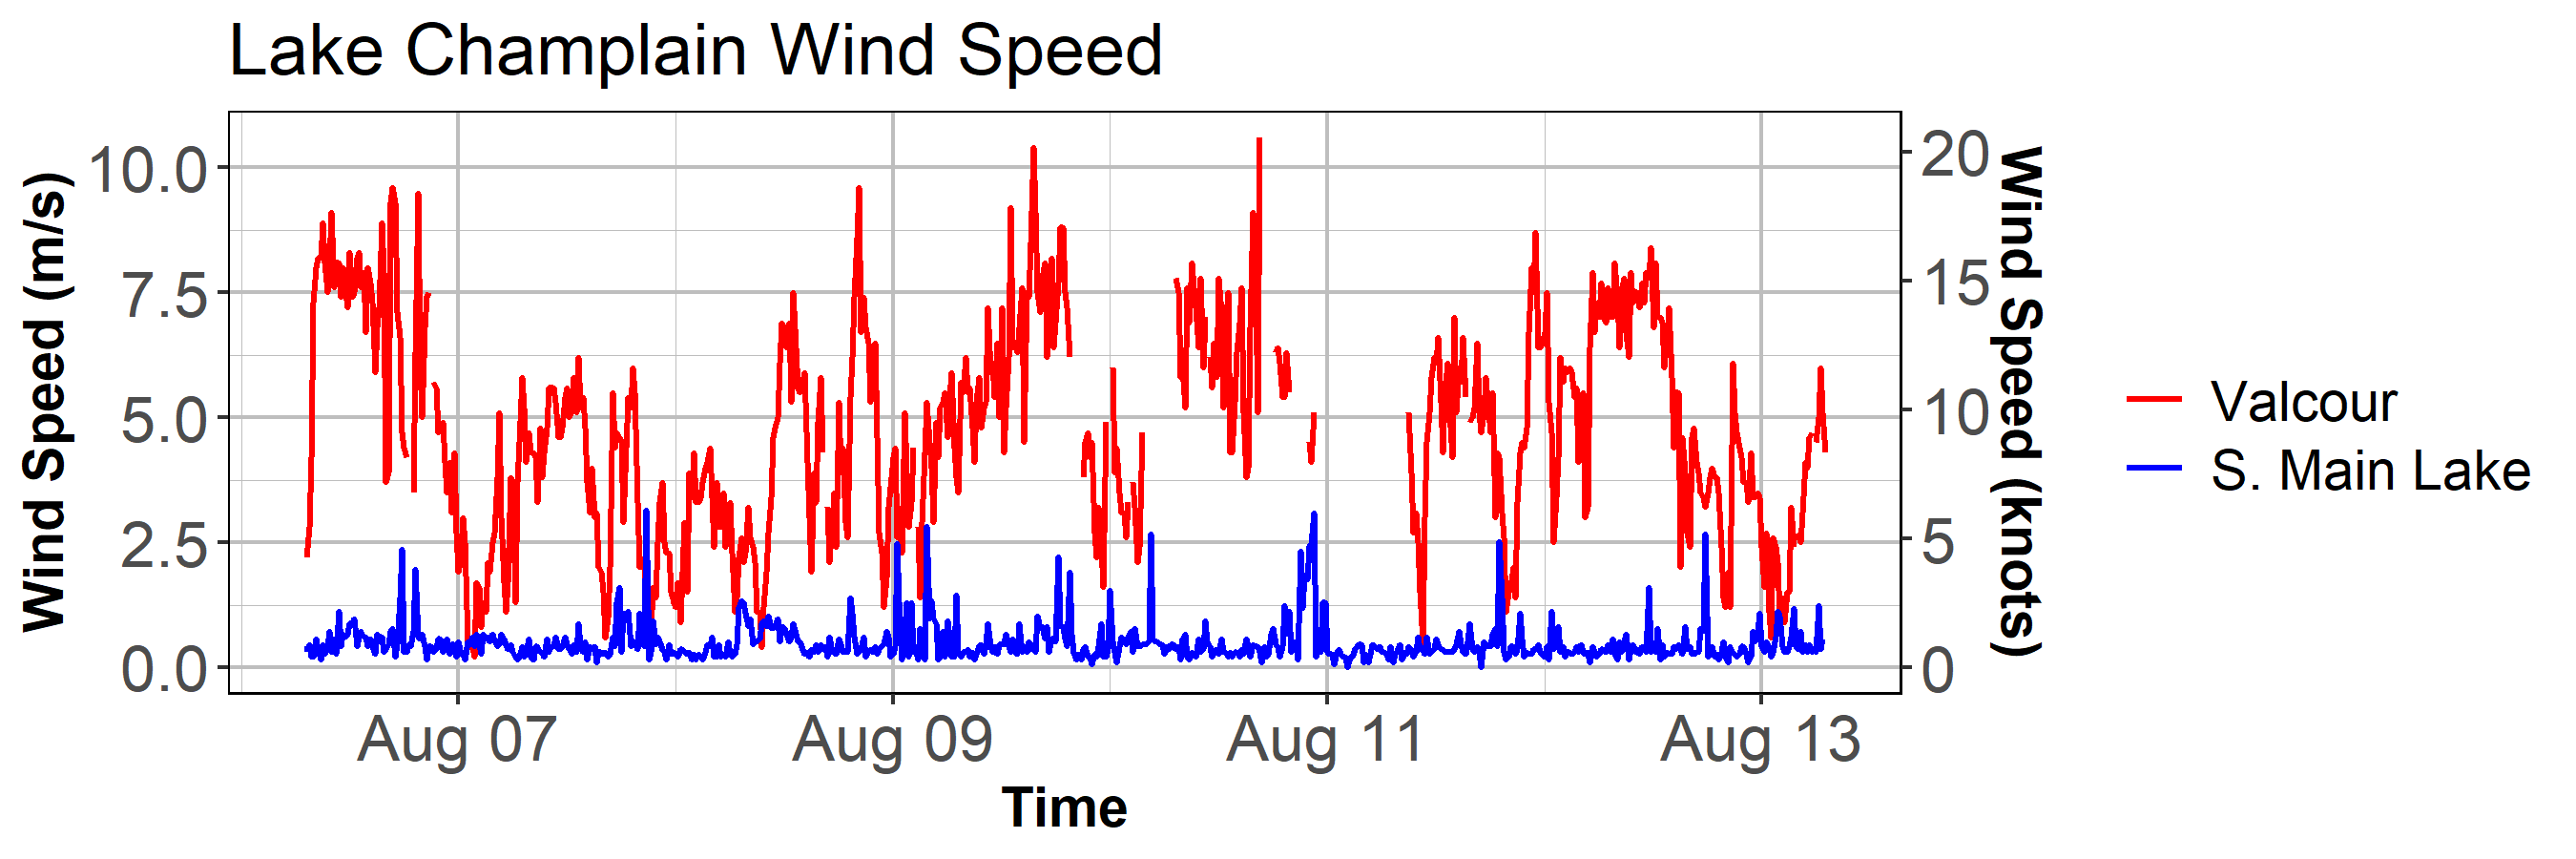 Lake Champlain Wind Speed
Wind Speed (m/s)
10.0
7.5
5.0
2.5
0.0
20
15
10
5
0
Wind Speed (knots)
Aug 07
Aug 09
Aug 11
Aug 13
Time
Valcour
S. Main Lake